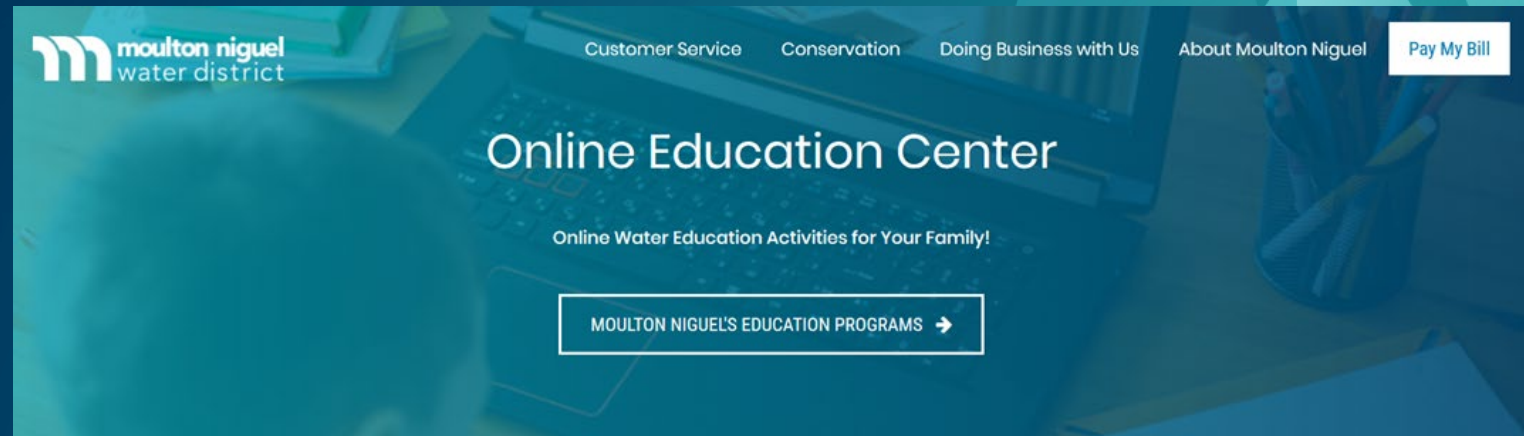 moulton niguel
water district
Customer Service Conservation Doing Business with Us About Moulton Niguel Pay My Bill
Online Education Center
Online Water Education Activities for Your Family!
MOULTON NIGUEL'S EDUCATION PROGRAMS →